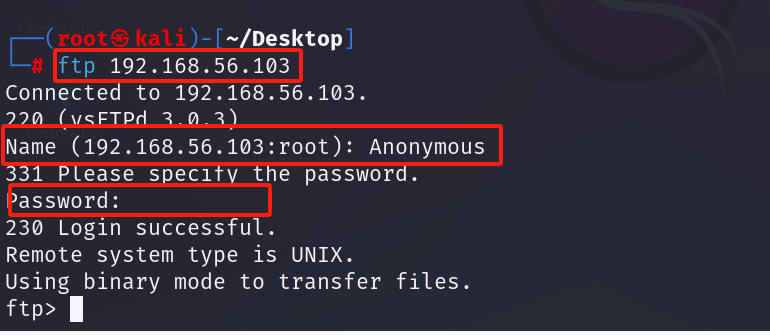 OneForAll
┌──(root㉿kali)-[~/Desktop]
└─# ftp 192.168.56.103
Connected to 192.168.56.103.
220 (vsFTPd 3.0.3)
Name (192.168.56.103:root): Anonymous
331 Please specify the password.
Password:
230 Login successful.
Remote system type is UNIX.
Using binary mode to transfer files.
ftp>